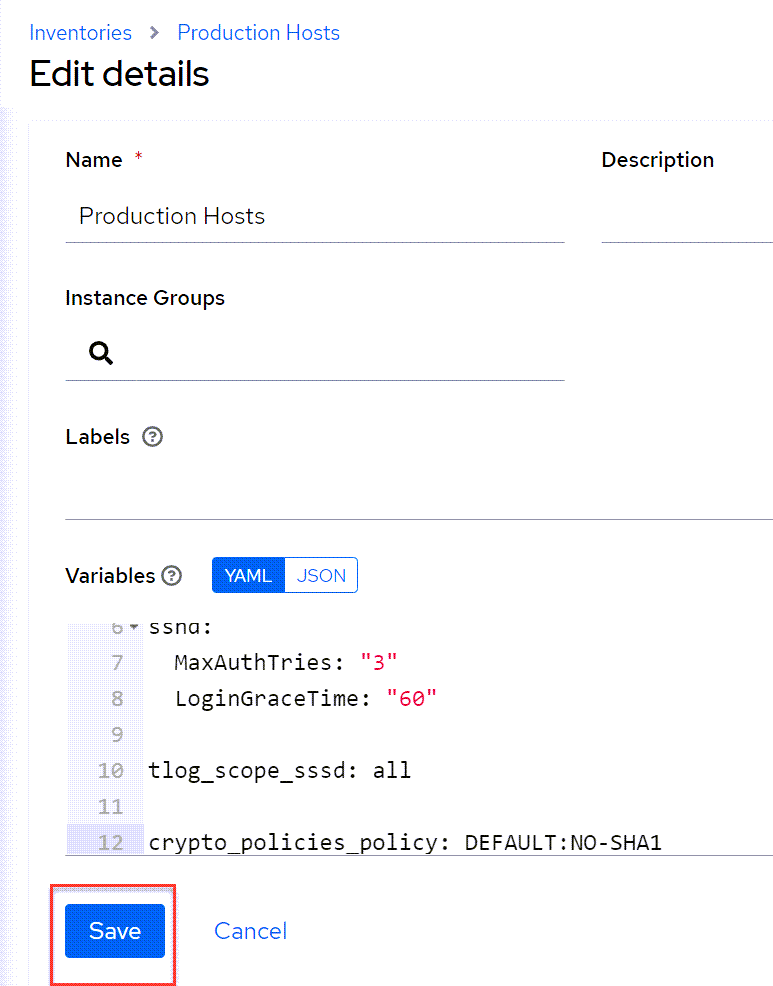 Inventories > Production Hosts
Edit details
Name * Description
Production Hosts
Instance Groups
Labels ?
Variables ? YAML JSON
6 sshd:
7 MaxAuthTries: "3"
8 LoginGraceTime: "60"
9
10 tlog_scope_sssd: all
11
12 crypto_policies_policy: DEFAULT:NO-SHA1
Save Cancel